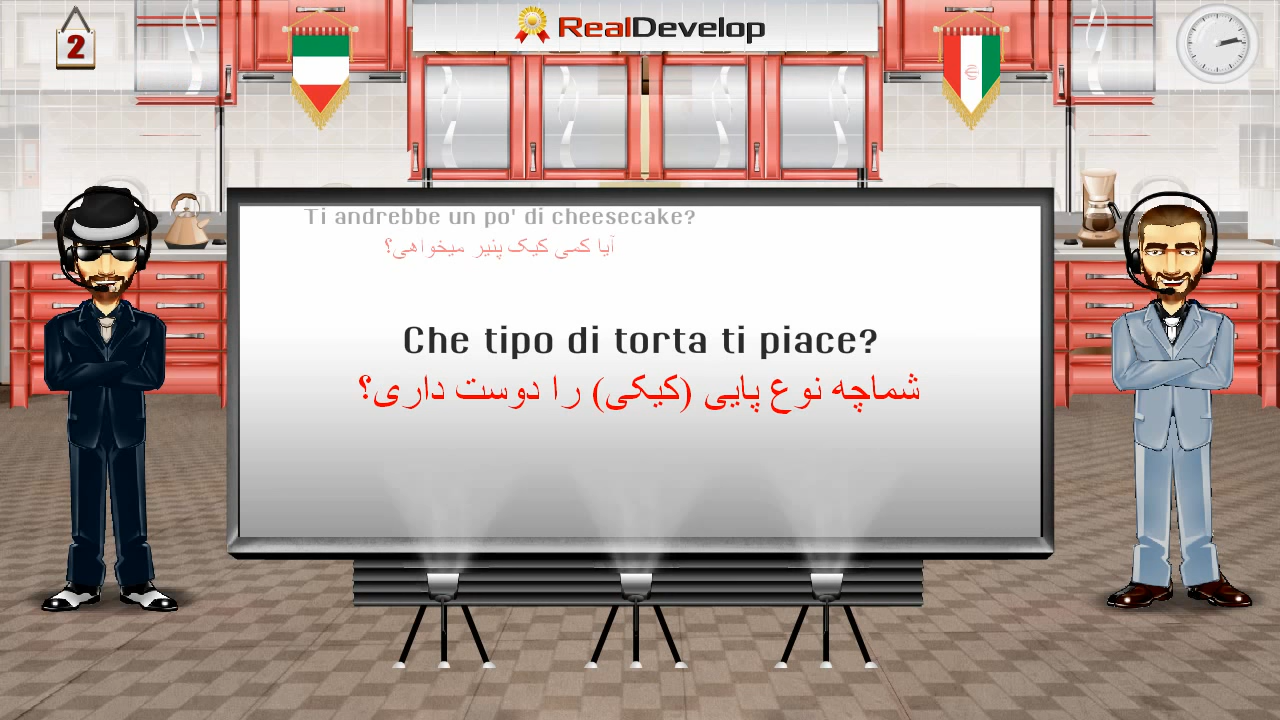 2
RealDevelop
Ti andrebbe un po' di cheesecake?
آیا کمی کیک پنیر میخواهی؟
Che tipo di torta ti piace?
شماچه نوع پایی (کیکی) را دوست داری؟